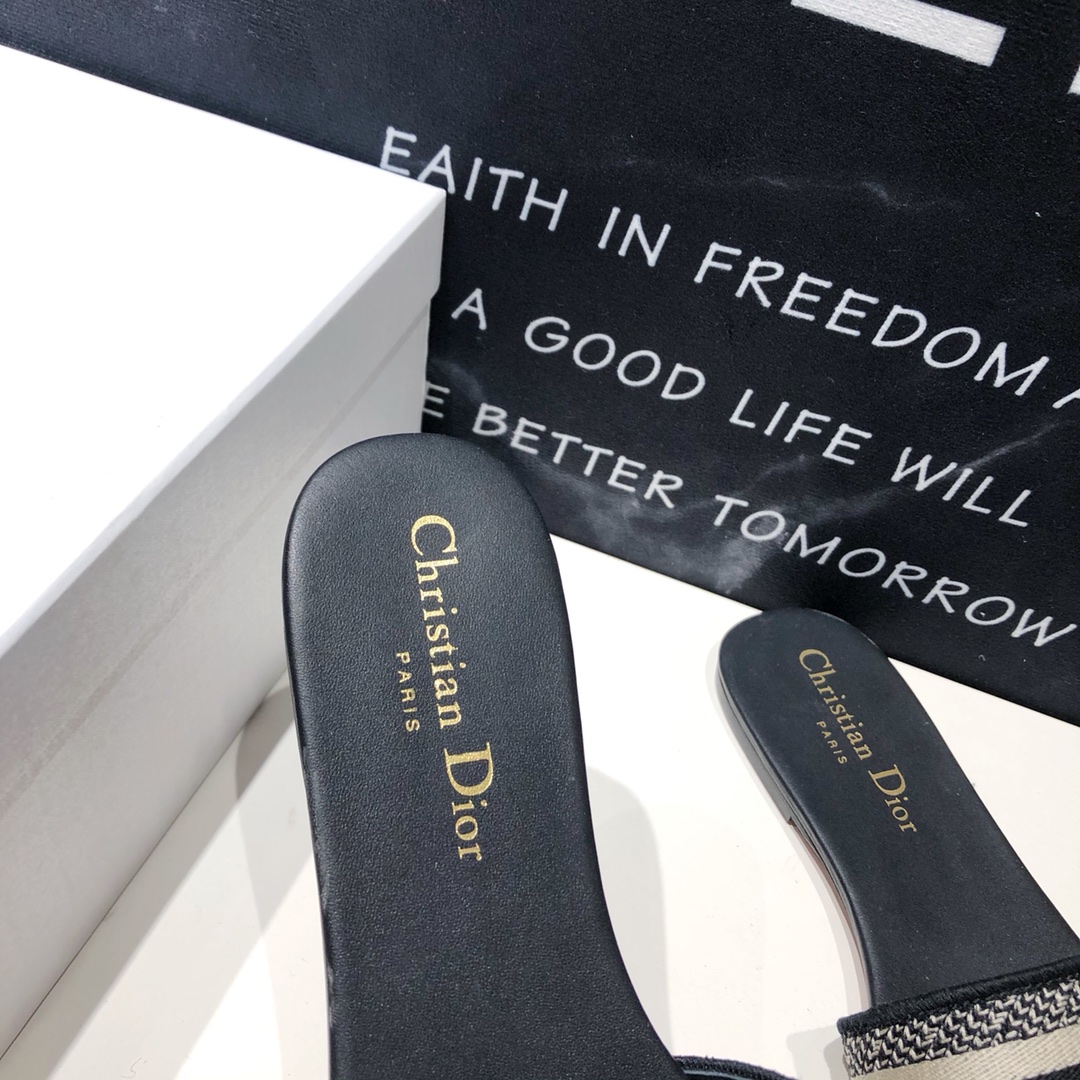 EAITH IN FREEDOM
A GOOD LIFE WILL
BETTER TOMORROW
Christian Dior
PARIS
Christian Dior
PARIS